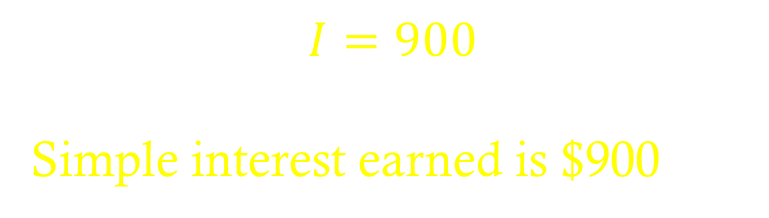 I = 900
Simple interest earned is $900